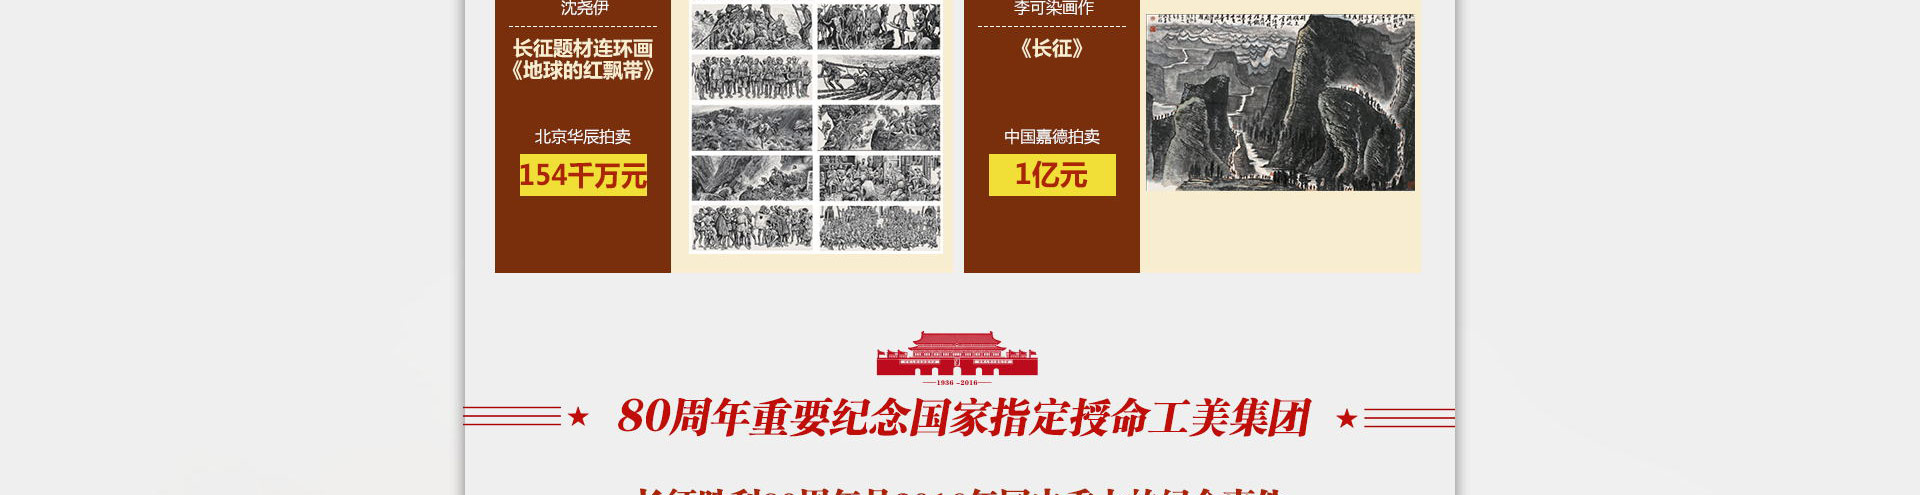 沈尧伊
长征题材连环画
《地球的红飘带》
北京华辰拍卖
154千万元
李可染画作
《长征》
中国嘉德拍卖
1亿元
1936 -2016
80周年重要纪念国家指定授命工美集团